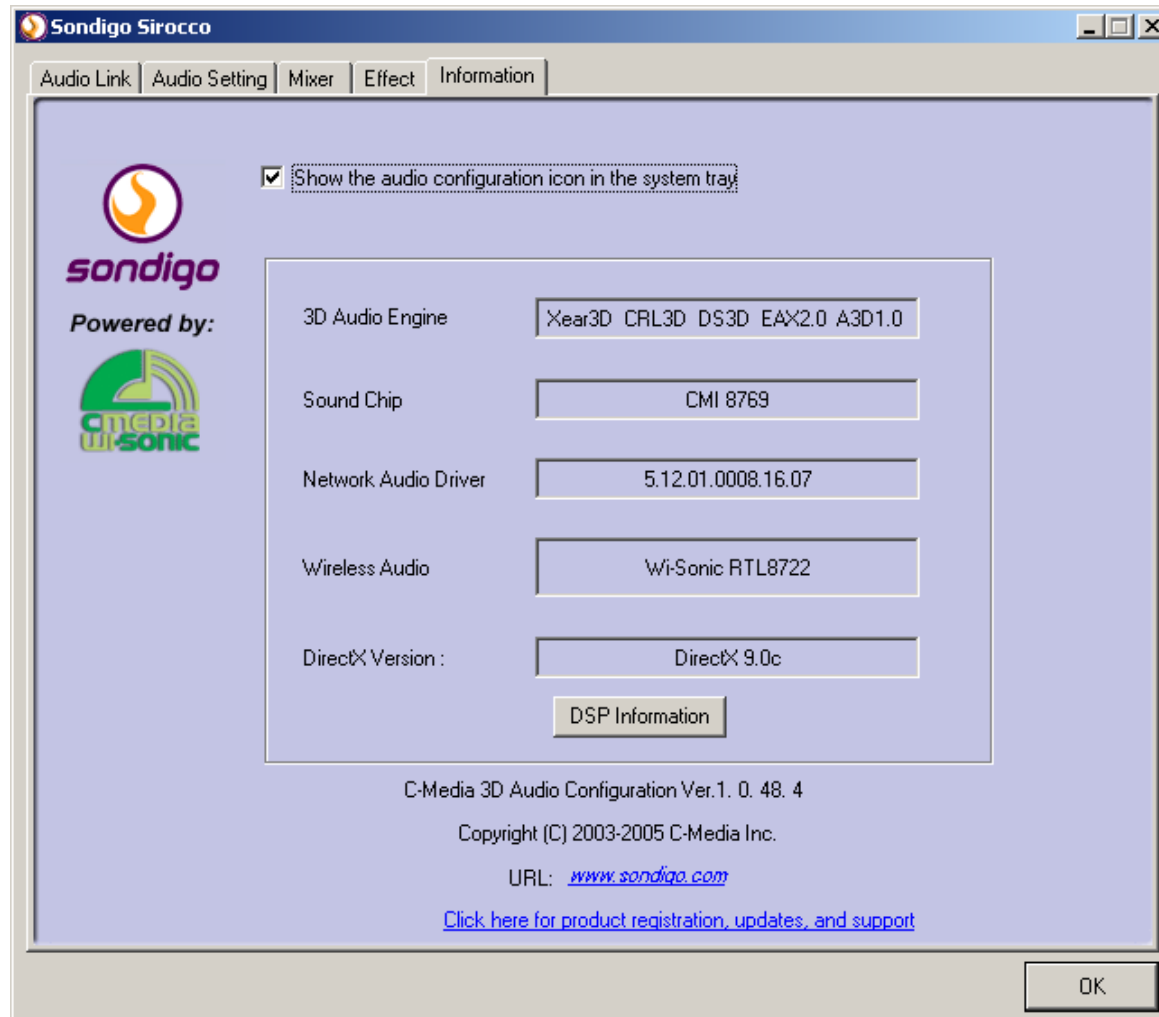 Sondigo Sirocco
Audio Link Audio Setting Mixer Effect Information
Show the audio configuration icon in the system tray
sondigo
Powered by:
CMEDIA
WI-SONIC
3D Audio Engine Xear3D CRL3D DS3D EAX2.0 A3D1.0
Sound Chip CMI 8769
Network Audio Driver 5.12.01.0008.16.07
Wireless Audio Wi-Sonic RTL8722
DirectX Version : DirectX 9.0c
DSP Information
C-Media 3D Audio Configuration Ver.1. 0. 48. 4
Copyright (C) 2003-2005 C-Media Inc.
URL: www.sondigo.com
Click here for product registration, updates, and support
OK